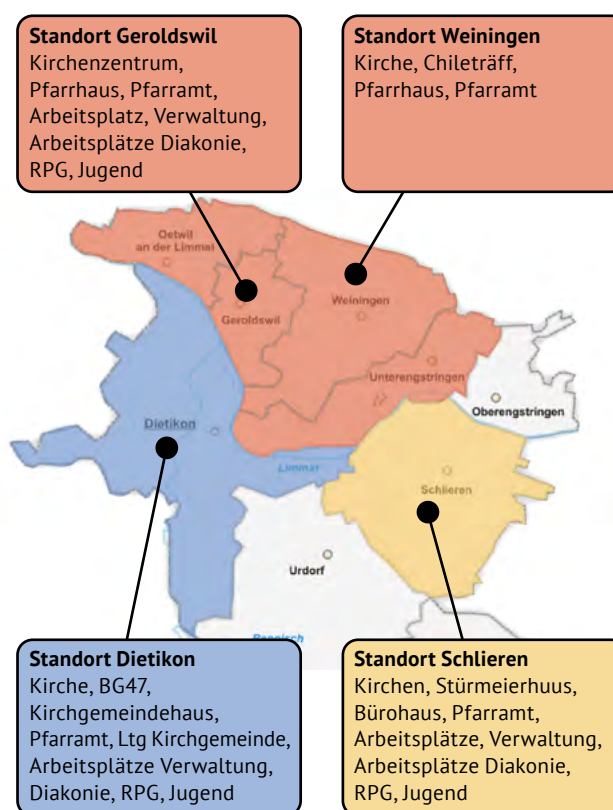 Standort Geroldswil
Kirchenzentrum,
Pfarrhaus, Pfarramt,
Arbeitsplatz, Verwaltung,
Arbeitsplätze Diakonie,
RPG, Jugend
Standort Weiningen
Kirche, Chileträff,
Pfarrhaus, Pfarramt
Oetwil
an der Limmat
Geroldswil
Weiningen
Unterengstringen
Oberengstringen
Dietikon
Limmat
Schlieren
Urdorf
Standort Dietikon
Kirche, BG47,
Kirchgemeindehaus,
Pfarramt, Ltg Kirchgemeinde,
Arbeitsplätze Verwaltung,
Diakonie, RPG, Jugend
Standort Schlieren
Kirchen, Stürmeierhuus,
Bürohaus, Pfarramt,
Arbeitsplätze, Verwaltung,
Arbeitsplätze Diakonie,
RPG, Jugend